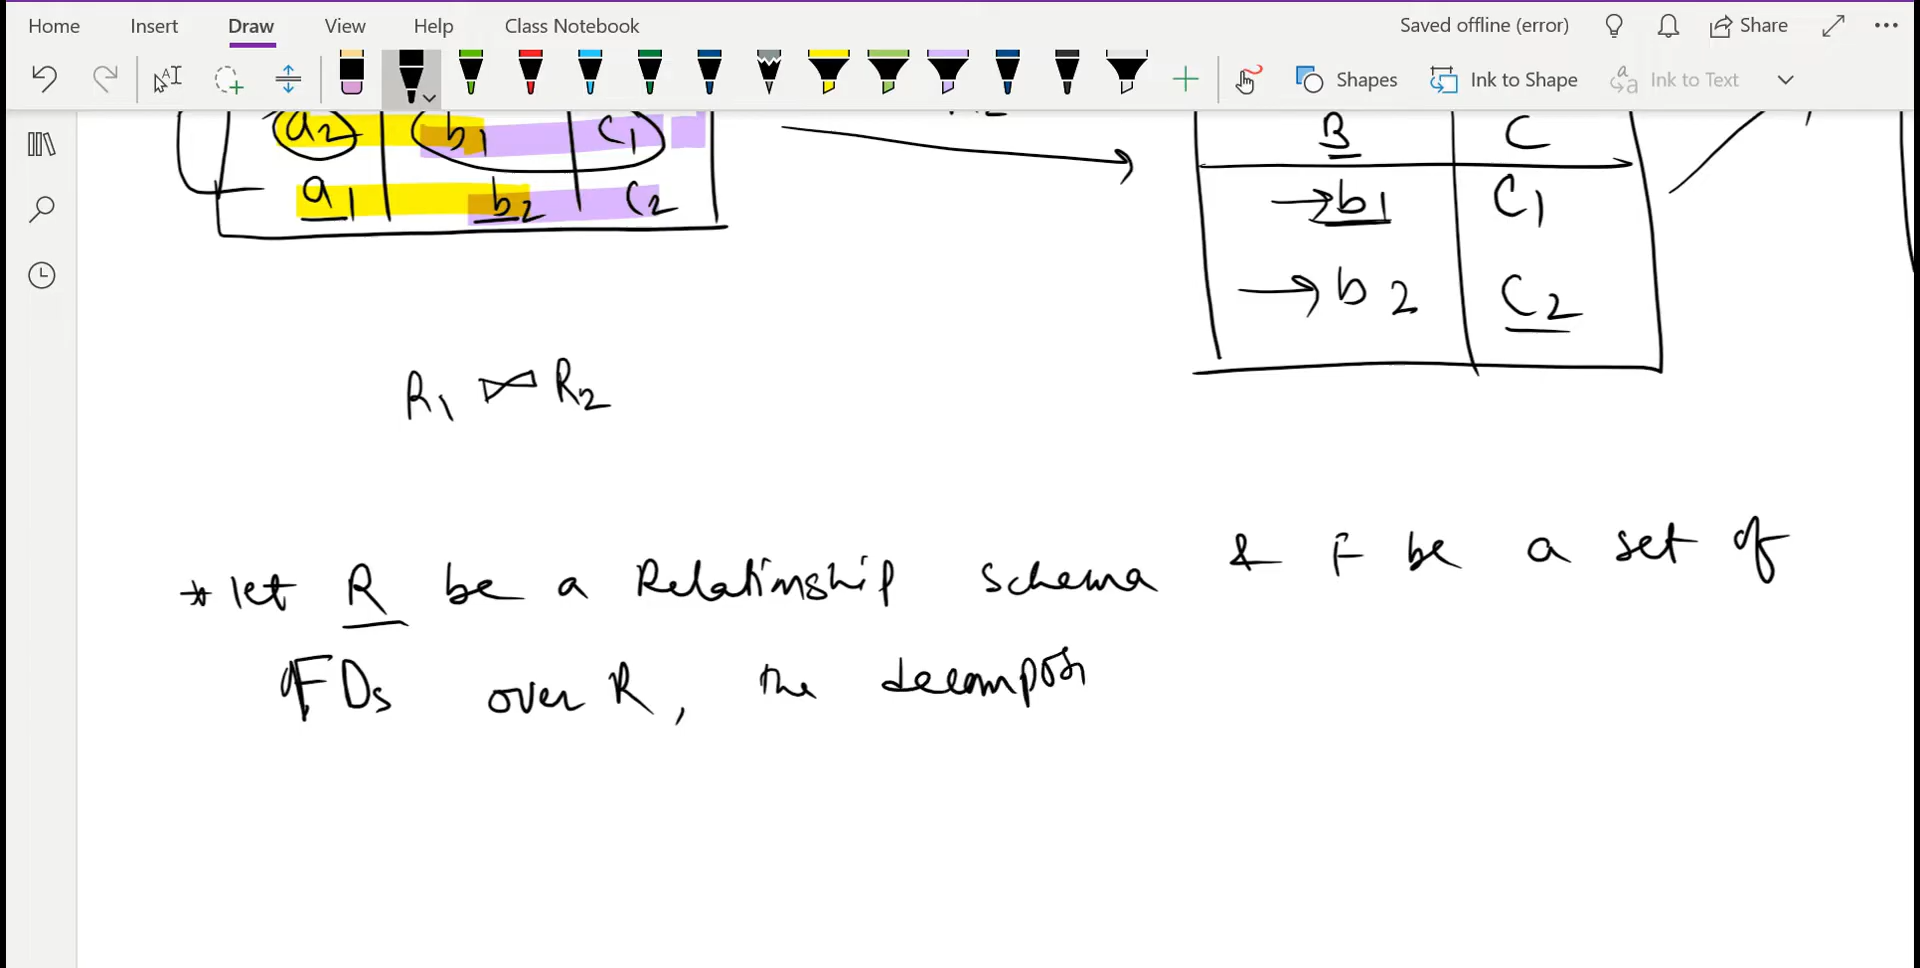 Home Insert Draw View Help Class Notebook Saved offline (error) Share
Ink to Shape Shapes Ink to Text
a2 b1 c1
a1 b2 c2
B C
b1 C1
b2 C2
R1 ⋈ R2
* let R be a Relationship Schema & F be a set of
FDs over R, the decomposi